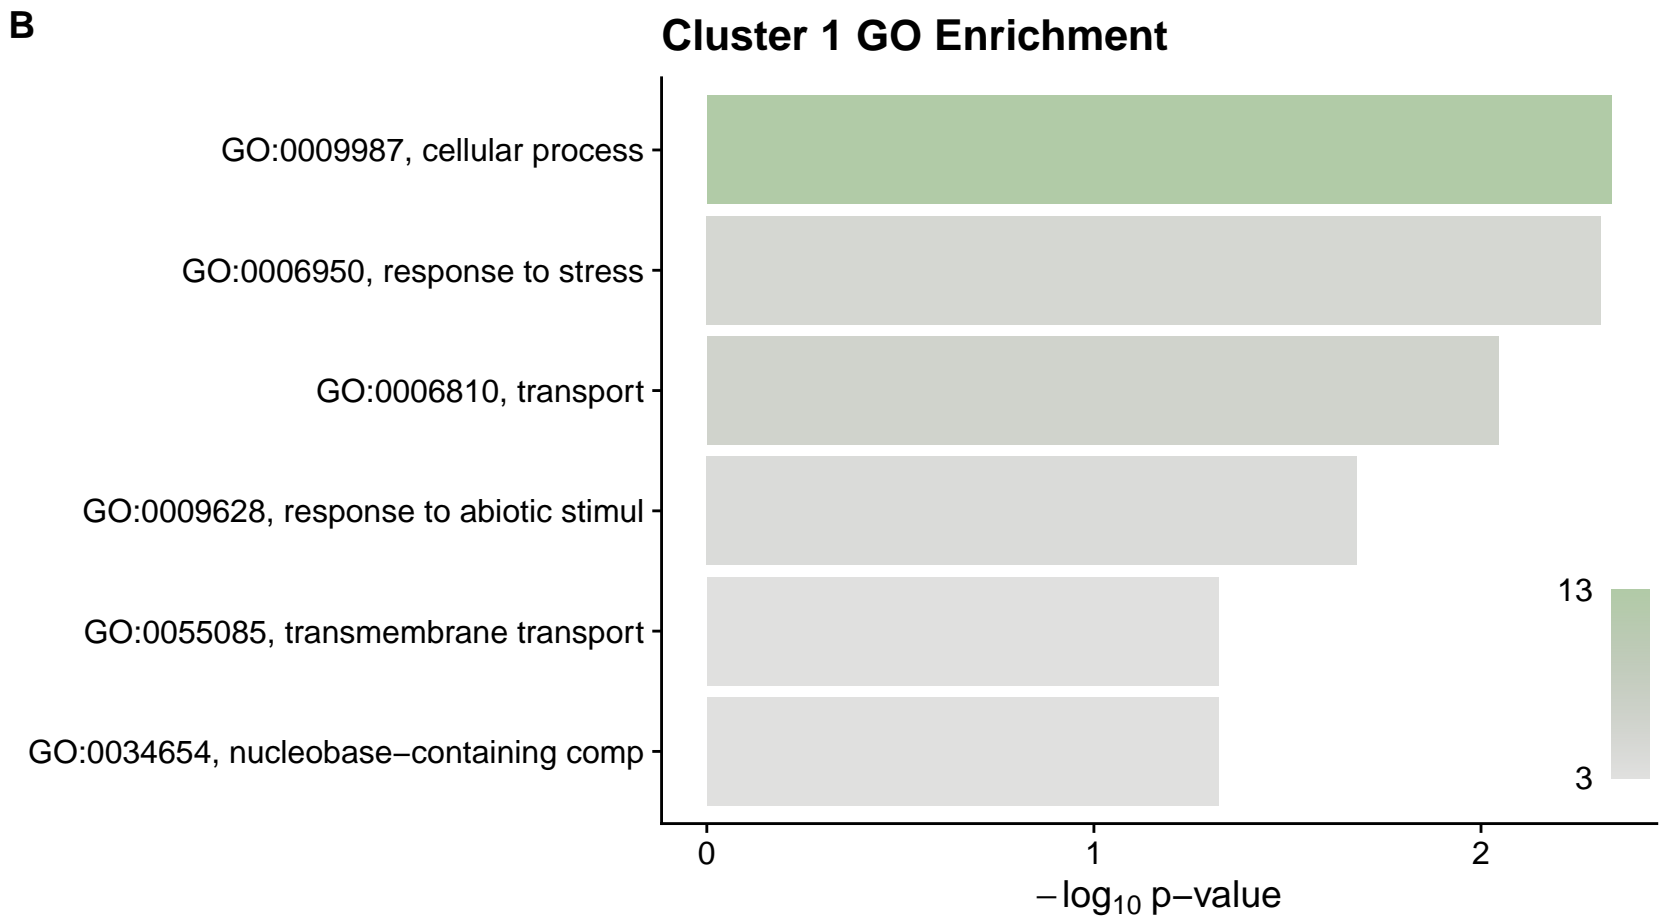 B
Cluster 1 GO Enrichment
GO:0009987, cellular process
GO:0006950, response to stress
GO:0006810, transport
GO:0009628, response to abiotic stimul
GO:0055085, transmembrane transport
GO:0034654, nucleobase−containing comp
13
3
0 1 2
−log₁₀ p−value